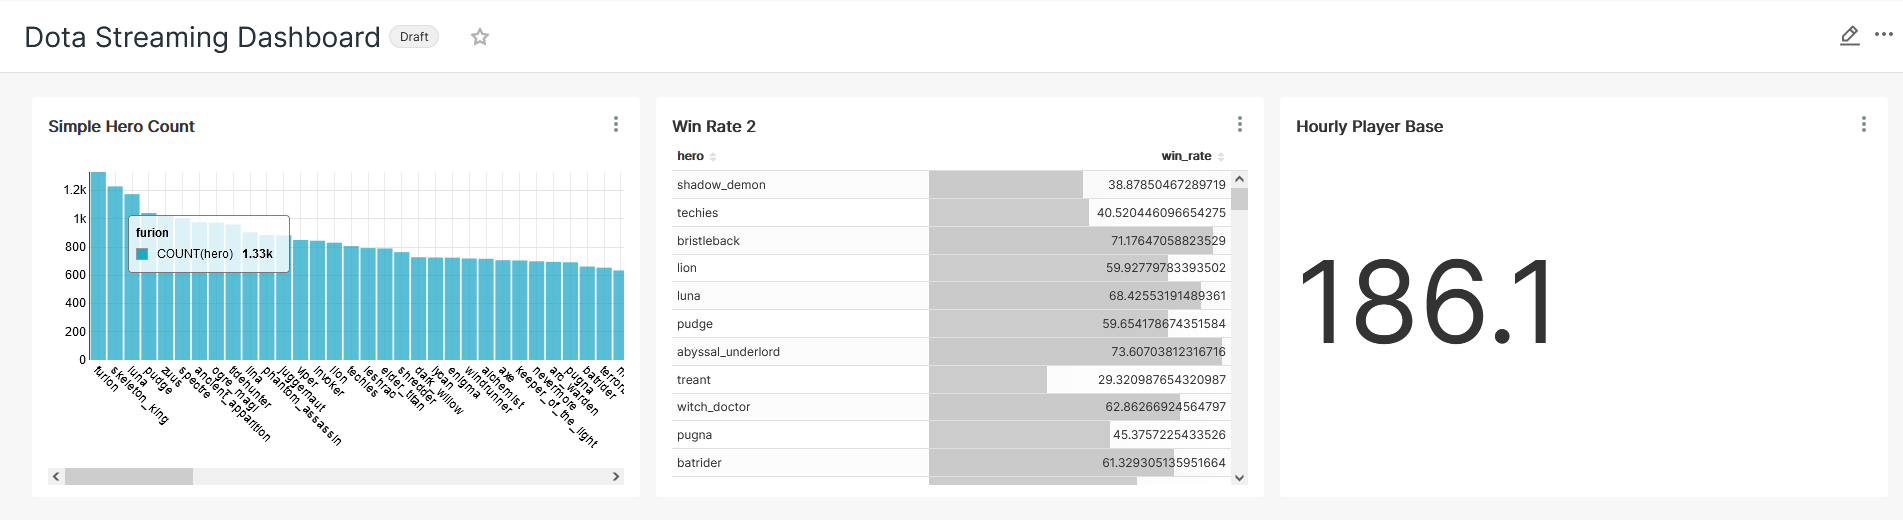 Dota Streaming Dashboard Draft
Simple Hero Count
1.2k
1k
800
600
400
200
0
furion
COUNT(hero) 1.33k
furion
skeleton_king
luna
pudge
zuus
spectre
ancient_apparition
ogre_magi
tidehunter
lina
phantom_assassin
juggernaut
viper
invoker
lion
techies
leshrac
elder_titan
shredder
dark_willow
lycan
enigma
windrunner
alchemist
axe
keeper_of_the_light
nevermore
arc_warden
pugna
batrider
Win Rate 2
hero win_rate
shadow_demon 38.87850467289719
techies 40.520446096654275
bristleback 71.17647058823529
lion 59.92779783393502
luna 68.42553191489361
pudge 59.654178674351584
abyssal_underlord 73.60703812316716
treant 29.320987654320987
witch_doctor 62.86266924564797
pugna 45.3757225433526
batrider 61.329305135951664
Hourly Player Base
186.1